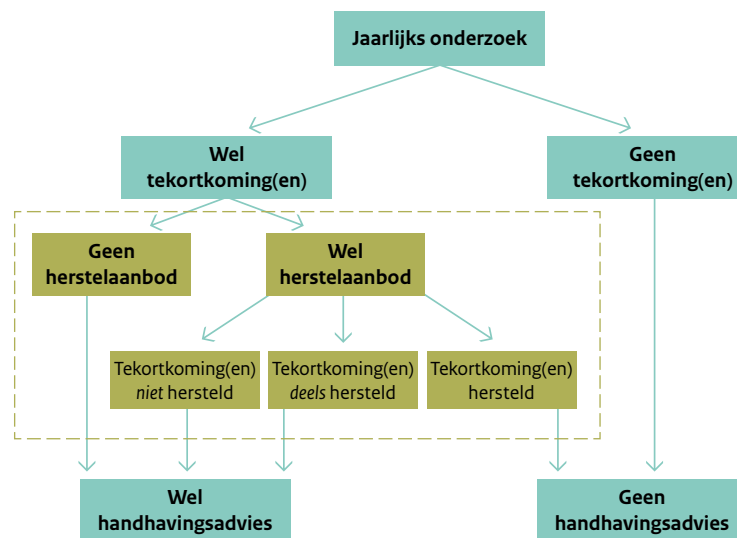 Jaarlijks onderzoek
Wel
tekortkoming(en)
Geen
tekortkoming(en)
Geen
herstelaanbod
Wel
herstelaanbod
Tekortkoming(en)
niet hersteld
Tekortkoming(en)
deels hersteld
Tekortkoming(en)
hersteld
Wel
handhavingsadvies
Geen
handhavingsadvies